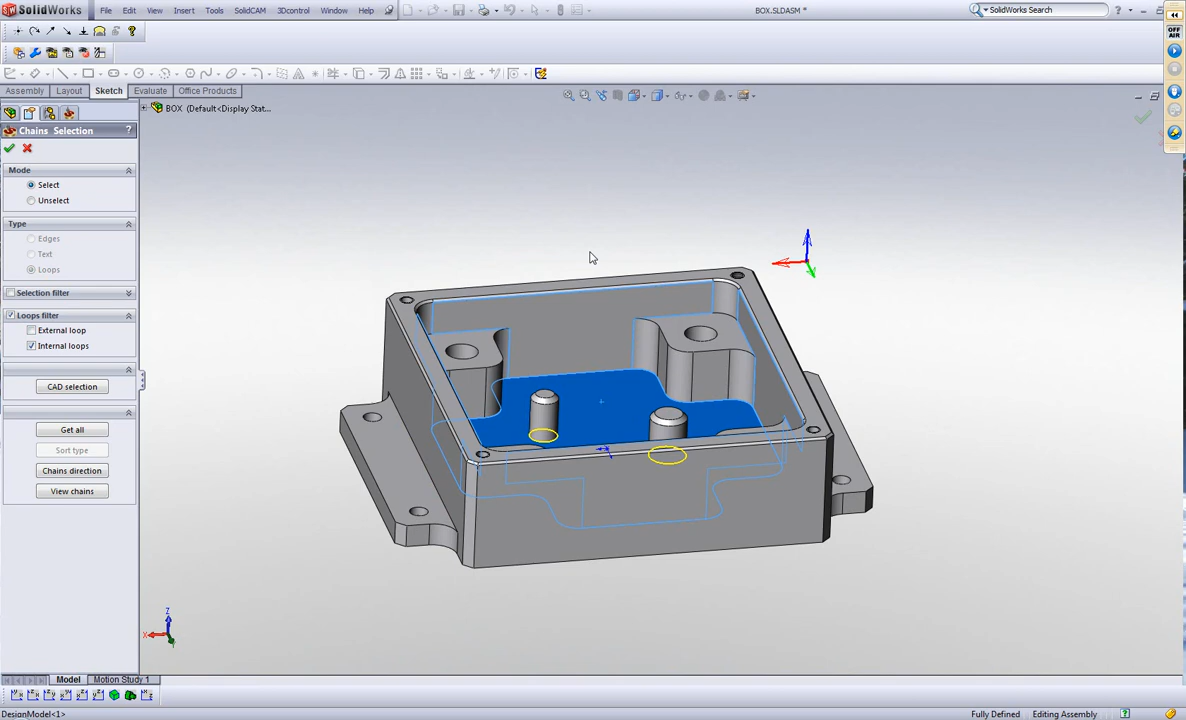 SolidWorks File Edit View Insert Tools SolidCAM 3Dcontrol Window Help BOX.SLDASM * SolidWorks Search ?
OFF AIR
Assembly Layout Sketch Evaluate Office Products
BOX (Default<Display Stat...
Chains Selection ?
Mode
Select
Unselect
Type
Edges
Text
Loops
Selection filter
Loops filter
External loop
Internal loops
CAD selection
Get all
Sort type
Chains direction
View chains
Z
X
Model Motion Study 1
DesignModel<1> Fully Defined Editing Assembly